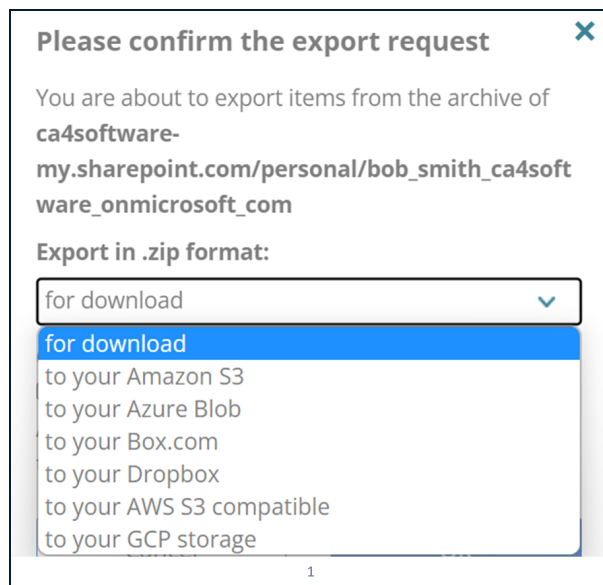 Please confirm the export request
You are about to export items from the archive of
ca4software-
my.sharepoint.com/personal/bob_smith_ca4soft
ware_onmicrosoft_com
Export in .zip format:
for download
for download
to your Amazon S3
to your Azure Blob
to your Box.com
to your Dropbox
to your AWS S3 compatible
to your GCP storage
1